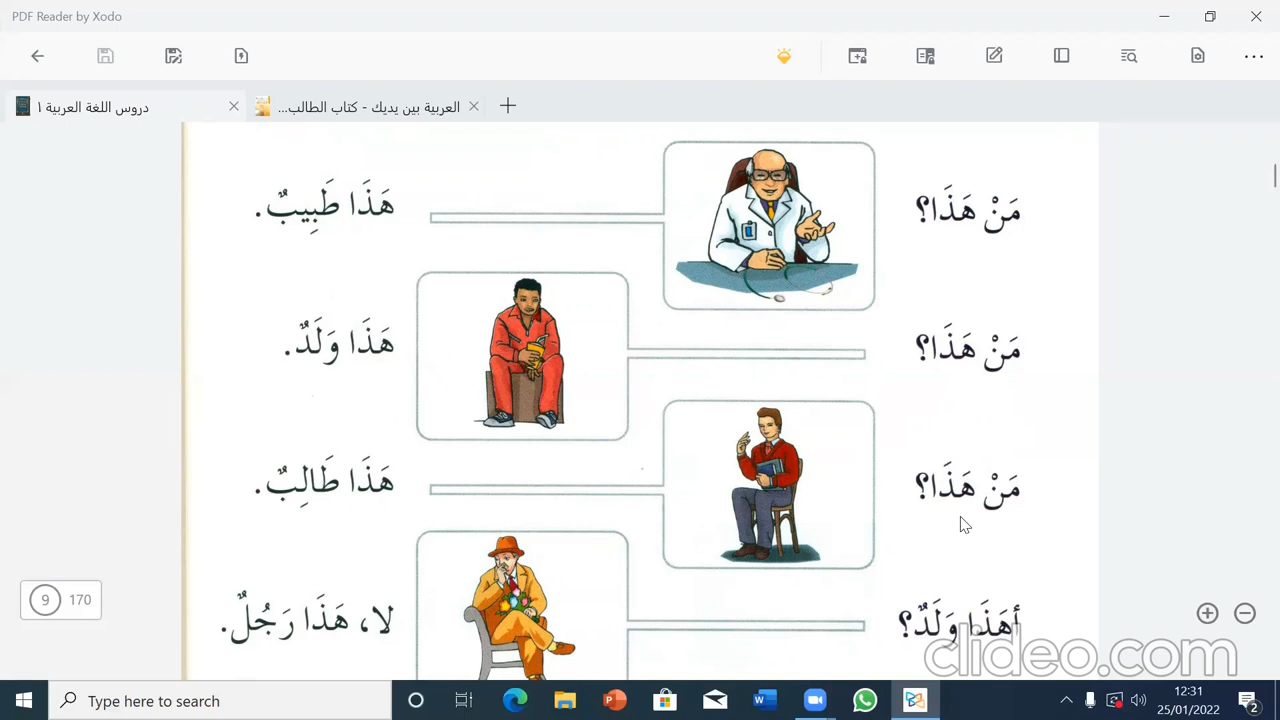 PDF Reader by Xodo
دروس اللغة العربية ١
العربية بين يديك - كتاب الطالب...
مَنْ هَذَا؟ هَذَا طَبِيبٌ.
مَنْ هَذَا؟ هَذَا وَلَدٌ.
مَنْ هَذَا؟ هَذَا طَالِبٌ.
أهَذَا وَلَدٌ؟ لا، هَذَا رَجُلٌ.
9 170
clideo.com
Type here to search
12:31
25/01/2022
2